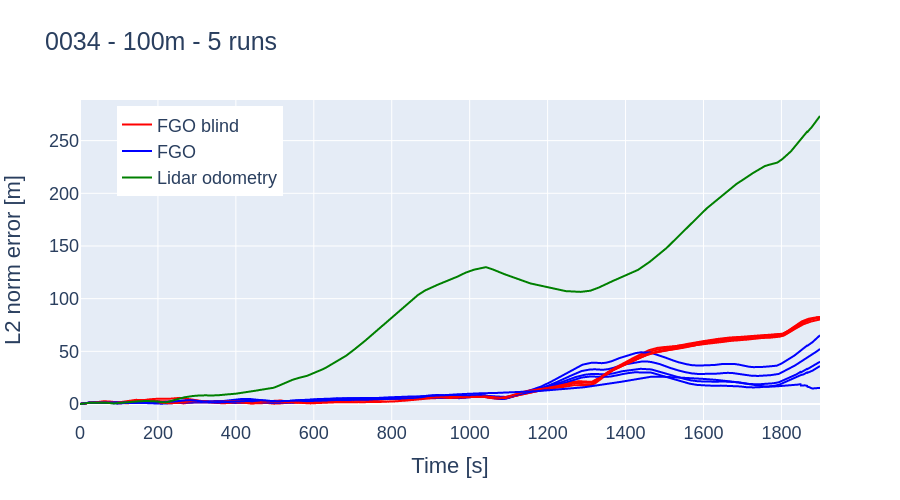 0034 - 100m - 5 runs
FGO blind
FGO
Lidar odometry
250
200
150
100
50
0
L2 norm error [m]
0 200 400 600 800 1000 1200 1400 1600 1800
Time [s]